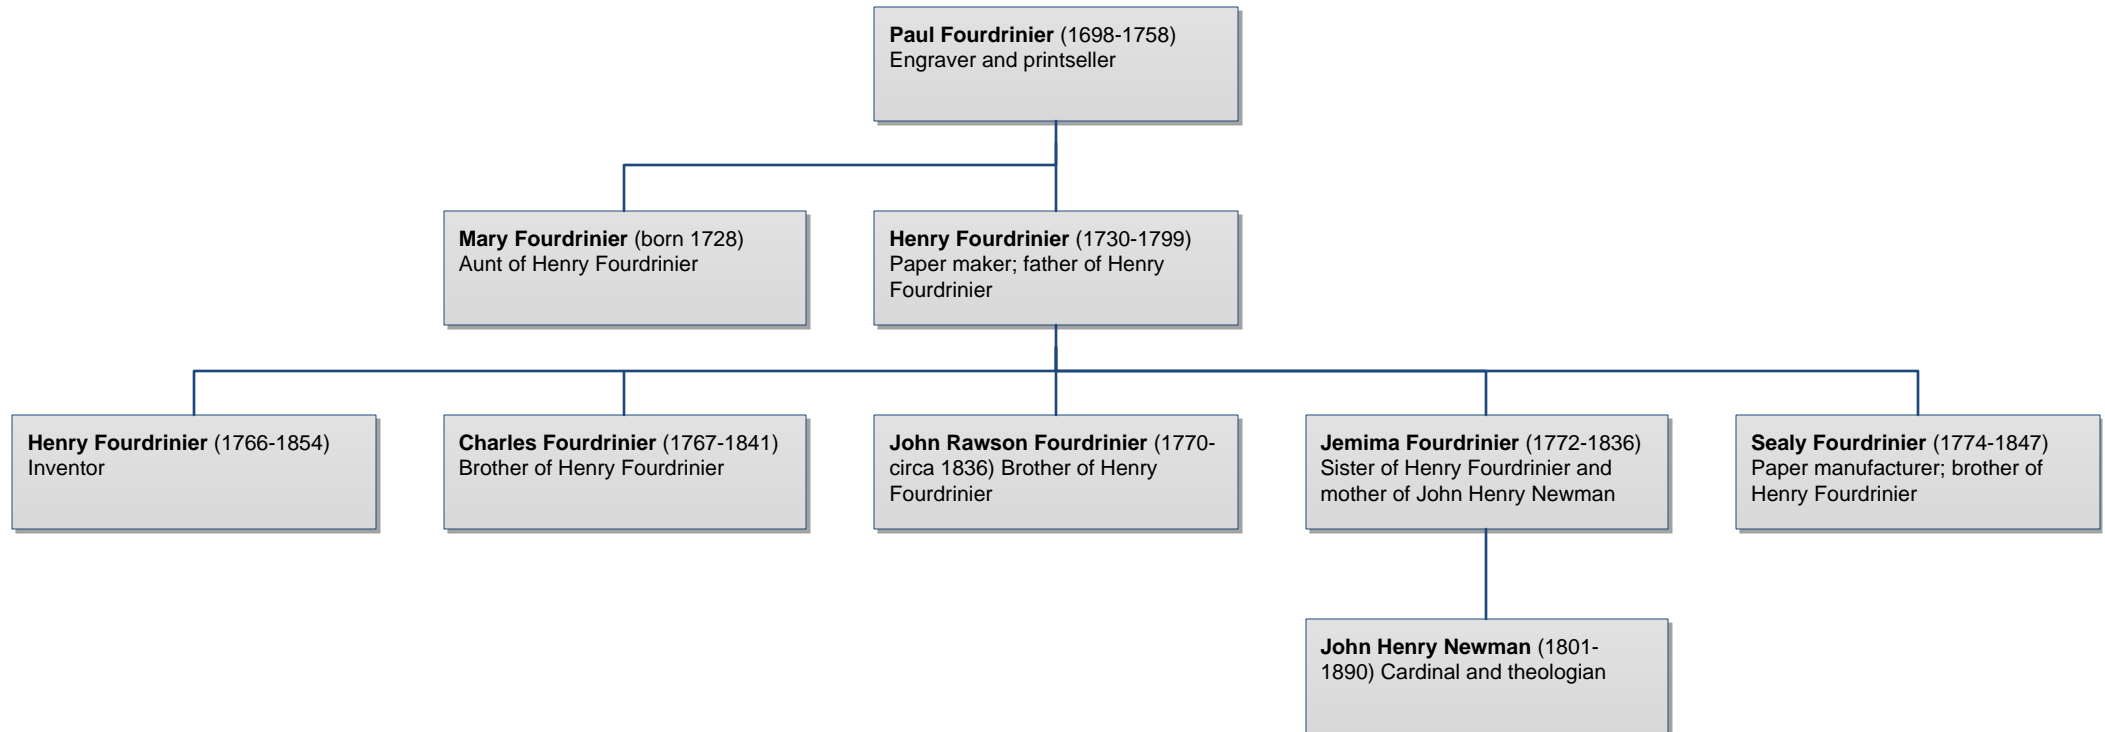 Paul Fourdrinier (1698-1758)
Engraver and printseller
Mary Fourdrinier (born 1728)
Aunt of Henry Fourdrinier
Henry Fourdrinier (1730-1799)
Paper maker; father of Henry
Fourdrinier
Henry Fourdrinier (1766-1854)
Inventor
Charles Fourdrinier (1767-1841)
Brother of Henry Fourdrinier
John Rawson Fourdrinier (1770-
circa 1836) Brother of Henry
Fourdrinier
Jemima Fourdrinier (1772-1836)
Sister of Henry Fourdrinier and
mother of John Henry Newman
Sealy Fourdrinier (1774-1847)
Paper manufacturer; brother of
Henry Fourdrinier
John Henry Newman (1801-
1890) Cardinal and theologian